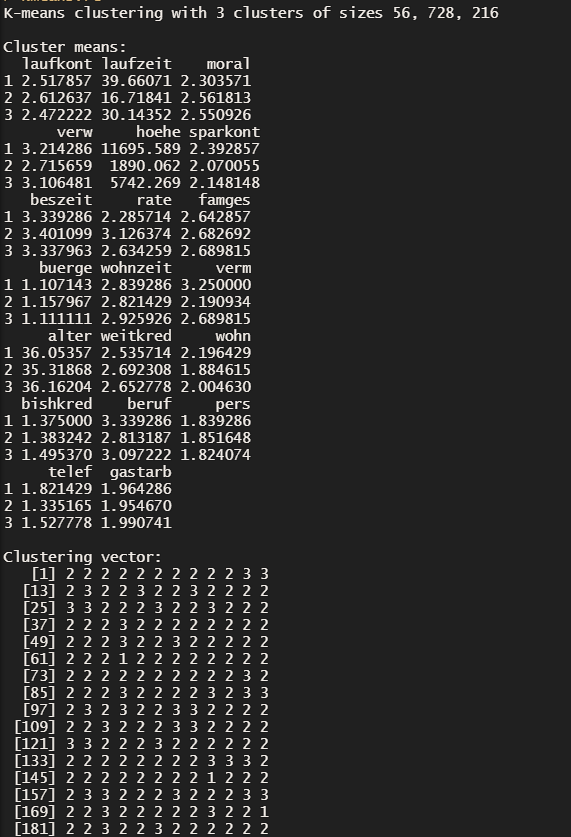 K-means clustering with 3 clusters of sizes 56, 728, 216
Cluster means:
laufkont laufzeit moral
1 2.517857 39.66071 2.303571
2 2.612637 16.71841 2.561813
3 2.472222 30.14352 2.550926
verw hoehe sparkont
1 3.214286 11695.589 2.392857
2 2.715659 1890.062 2.070055
3 3.106481 5742.269 2.148148
beszeit rate famges
1 3.339286 2.285714 2.642857
2 3.401099 3.126374 2.682692
3 3.337963 2.634259 2.689815
buerge wohnzeit verm
1 1.107143 2.839286 3.250000
2 1.157967 2.821429 2.190934
3 1.111111 2.925926 2.689815
alter weitkred wohn
1 36.05357 2.535714 2.196429
2 35.31868 2.692308 1.884615
3 36.16204 2.652778 2.004630
bishkred beruf pers
1 1.375000 3.339286 1.839286
2 1.383242 2.813187 1.851648
3 1.495370 3.097222 1.824074
telef gastarb
1 1.821429 1.964286
2 1.335165 1.954670
3 1.527778 1.990741
Clustering vector:
[1] 2 2 2 2 2 2 2 2 2 2 3 3
[13] 2 3 2 2 3 2 2 3 2 2 2 2
[25] 3 3 2 2 2 3 2 2 3 2 2 2
[37] 2 2 2 3 2 2 2 2 2 2 2 2
[49] 2 2 2 3 2 2 3 2 2 2 2 2
[61] 2 2 2 1 2 2 2 2 2 2 2 2
[73] 2 2 2 2 2 2 2 2 2 2 3 2
[85] 2 2 2 3 2 2 2 2 3 2 3 3
[97] 2 3 2 3 2 2 3 3 2 2 2 2
[109] 2 2 3 2 2 2 3 3 2 2 2 2
[121] 3 3 2 2 2 3 2 2 2 2 2 2
[133] 2 2 2 2 2 2 2 2 3 3 3 2
[145] 2 2 2 2 2 2 2 2 1 2 2 2
[157] 2 3 3 2 2 2 3 2 2 2 3 3
[169] 2 2 3 2 2 2 2 2 3 2 2 1
[181] 2 2 3 2 2 3 2 2 2 2 2 2